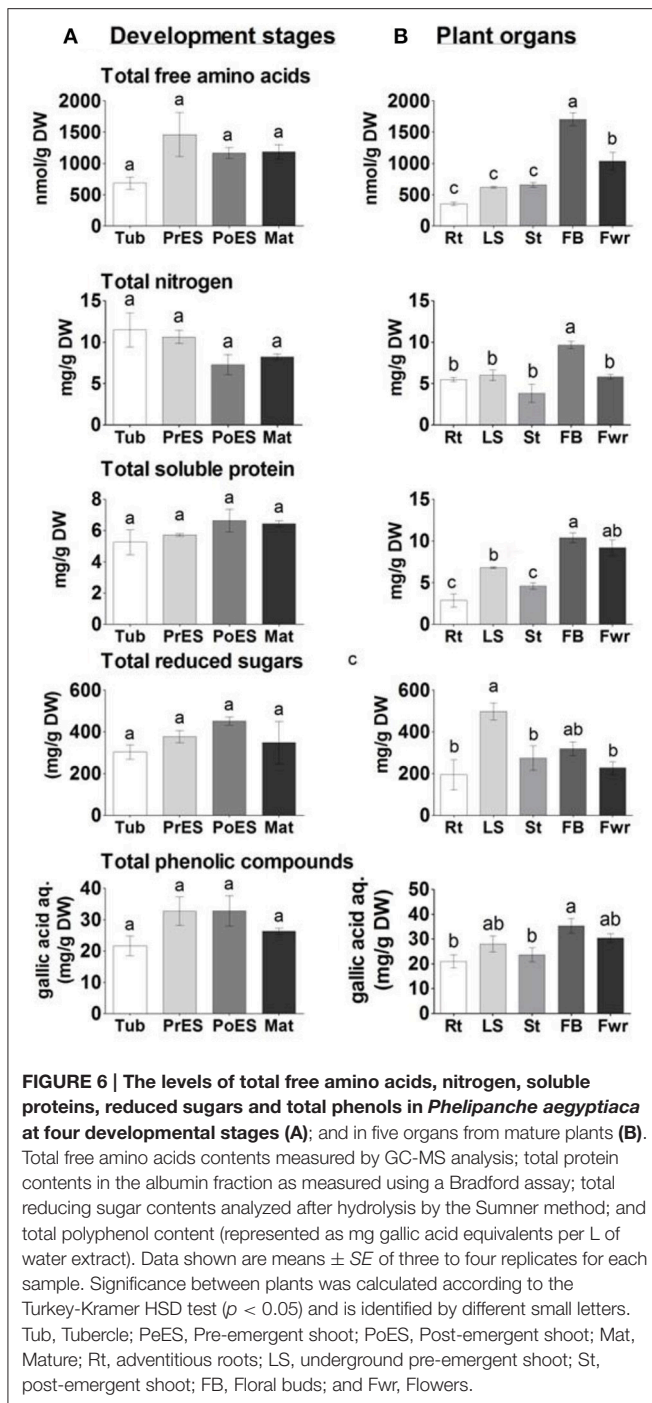 A Development stages
B Plant organs
Total free amino acids
nmol/g DW
2000
1500
1000
500
0
a a a a
Tub PrES PoES Mat
nmol/g DW
2000
1500
1000
500
0
c c c a b
Rt LS St FB Fwr
Total nitrogen
mg/g DW
15
10
5
0
a a a a
Tub PrES PoES Mat
mg/g DW
15
10
5
0
b b b a b
Rt LS St FB Fwr
Total soluble protein
mg/g DW
8
6
4
2
0
a a a a
Tub PrES PoES Mat
mg/g DW
15
10
5
0
c b c a ab
Rt LS St FB Fwr
Total reduced sugars
c
(mg/g DW)
600
400
200
0
a a a a
Tub PrES PoES Mat
mg/g DW
600
400
200
0
b a b ab b
Rt LS St FB Fwr
Total phenolic compounds
gallic acid aq.
(mg/g DW)
40
30
20
10
0
a a a a
Tub PrES PoES Mat
gallic acid aq.
(mg/g DW)
50
40
30
20
10
0
b ab b a ab
Rt LS St FB Fwr
FIGURE 6 | The levels of total free amino acids, nitrogen, soluble
proteins, reduced sugars and total phenols in Phelipanche aegyptiaca
at four developmental stages (A); and in five organs from mature plants (B).
Total free amino acids contents measured by GC-MS analysis; total protein
contents in the albumin fraction as measured using a Bradford assay; total
reducing sugar contents analyzed after hydrolysis by the Sumner method; and
total polyphenol content (represented as mg gallic acid equivalents per L of
water extract). Data shown are means ± SE of three to four replicates for each
sample. Significance between plants was calculated according to the
Turkey-Kramer HSD test (p < 0.05) and is identified by different small letters.
Tub, Tubercle; PeES, Pre-emergent shoot; PoES, Post-emergent shoot; Mat,
Mature; Rt, adventitious roots; LS, underground pre-emergent shoot; St,
post-emergent shoot; FB, Floral buds; and Fwr, Flowers.